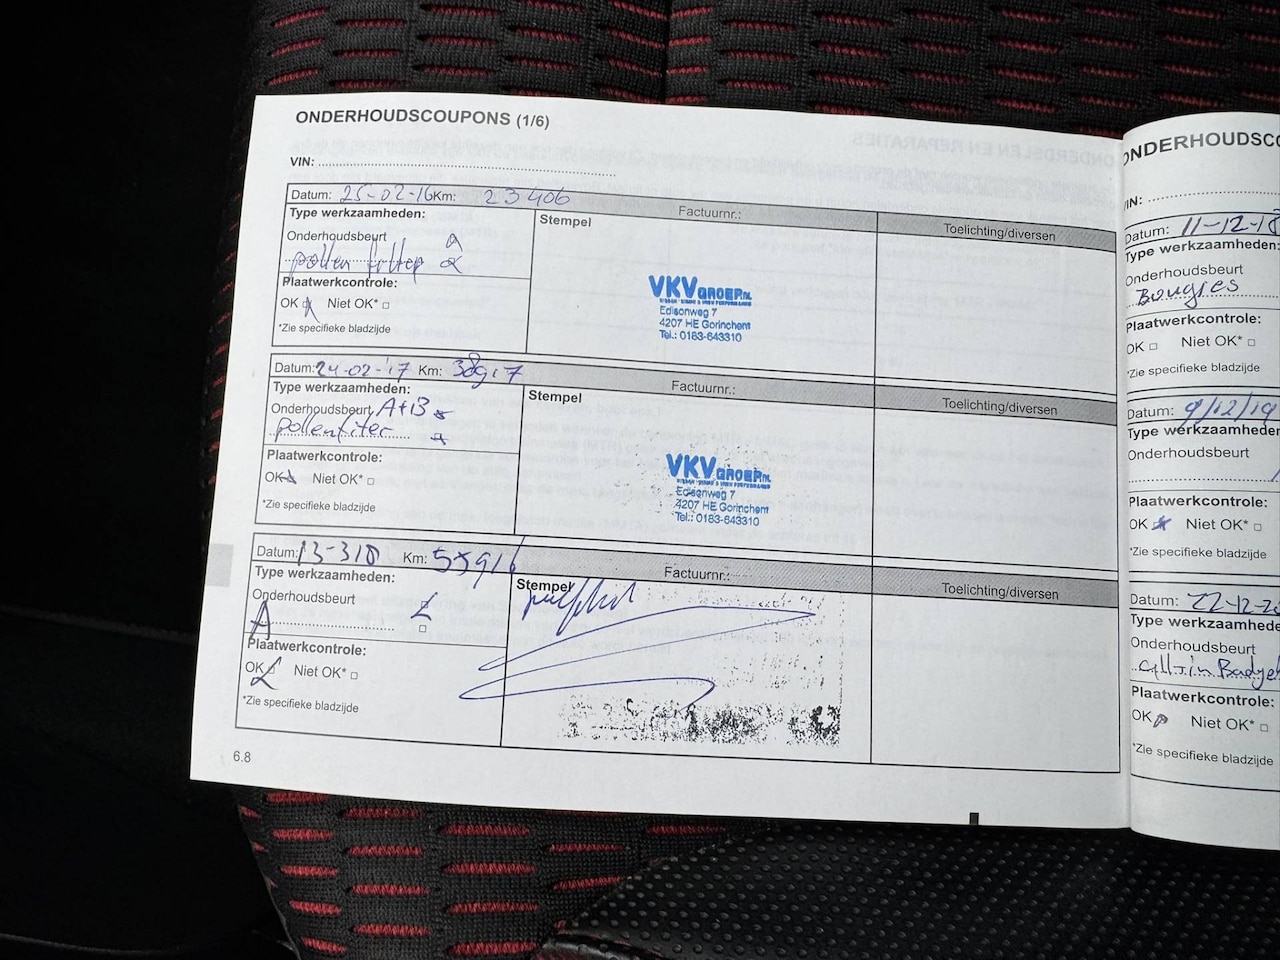 ONDERHOUDSCOUPONS (1/6)
VIN:
Datum: 25-02-16 Km: 23406
Type werkzaamheden:
Onderhoudsbeurt
pollen filter
Plaatwerkcontrole:
OK Niet OK*
*Zie specifieke bladzijde
Stempel
Factuurnr.:
Toelichting/diversen
VKV GROEP.nl
Edisonweg 7
4207 HE Gorinchem
Tel.: 0183-643310
Datum: 24-02-'17 Km: 38917
Type werkzaamheden:
Onderhoudsbeurt A+B
pollenfilter
Plaatwerkcontrole:
OK Niet OK*
*Zie specifieke bladzijde
Stempel
Factuurnr.:
Toelichting/diversen
VKV GROEP.nl
Edisonweg 7
4207 HE Gorinchem
Tel.: 0183-643310
Datum: 13-318 Km: 55916
Type werkzaamheden:
Onderhoudsbeurt
A
Plaatwerkcontrole:
OK Niet OK*
*Zie specifieke bladzijde
Stempel
Factuurnr.:
Toelichting/diversen
6.8
ONDERHOUDSCO
VIN:
Datum: 11-12-18
Type werkzaamheden:
Onderhoudsbeurt
Bougies
Plaatwerkcontrole:
OK Niet OK*
*Zie specifieke bladzijde
Datum: 9/12/19
Type werkzaamheden
Onderhoudsbeurt
Plaatwerkcontrole:
OK Niet OK*
*Zie specifieke bladzijde
Datum: 22-12-20
Type werkzaamhede
Onderhoudsbeurt
Plaatwerkcontrole:
OK Niet OK*
*Zie specifieke bladzijde